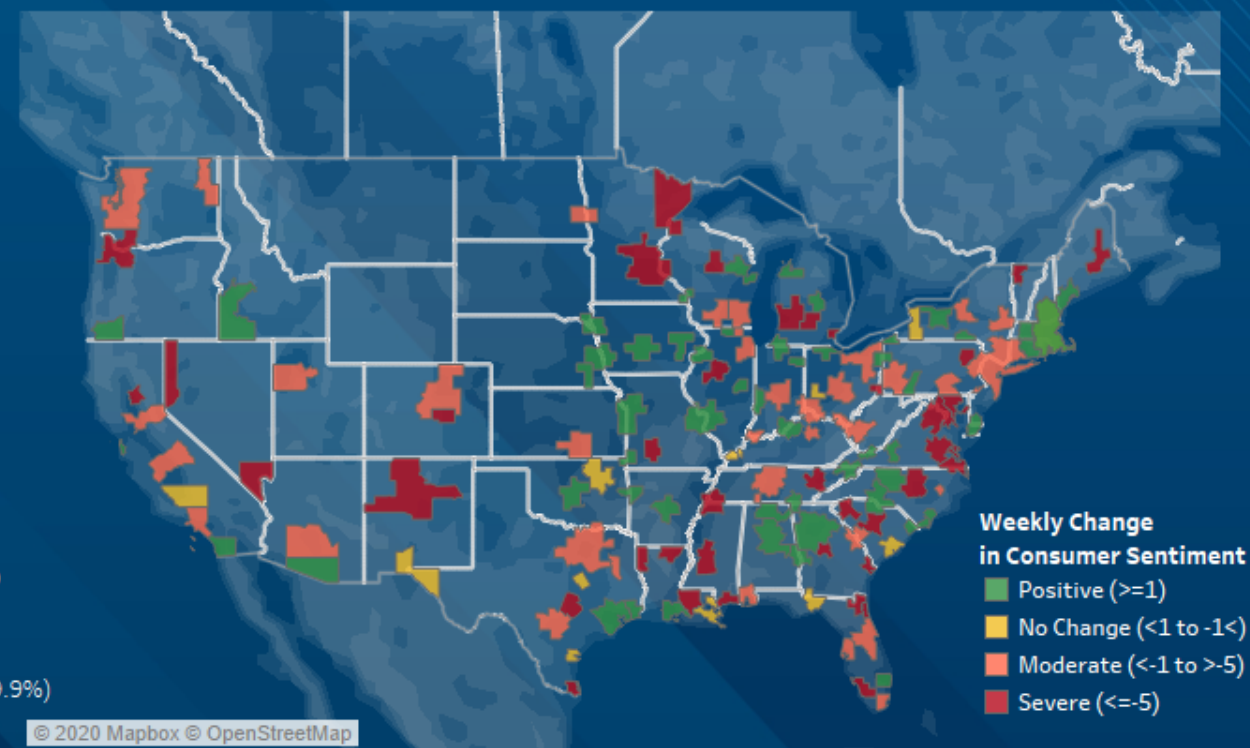 Weekly Change
in Consumer Sentiment
Positive (>=1)
No Change (<1 to -1<)
Moderate (<-1 to >-5)
Severe (<=-5)
.9%)
© 2020 Mapbox © OpenStreetMap